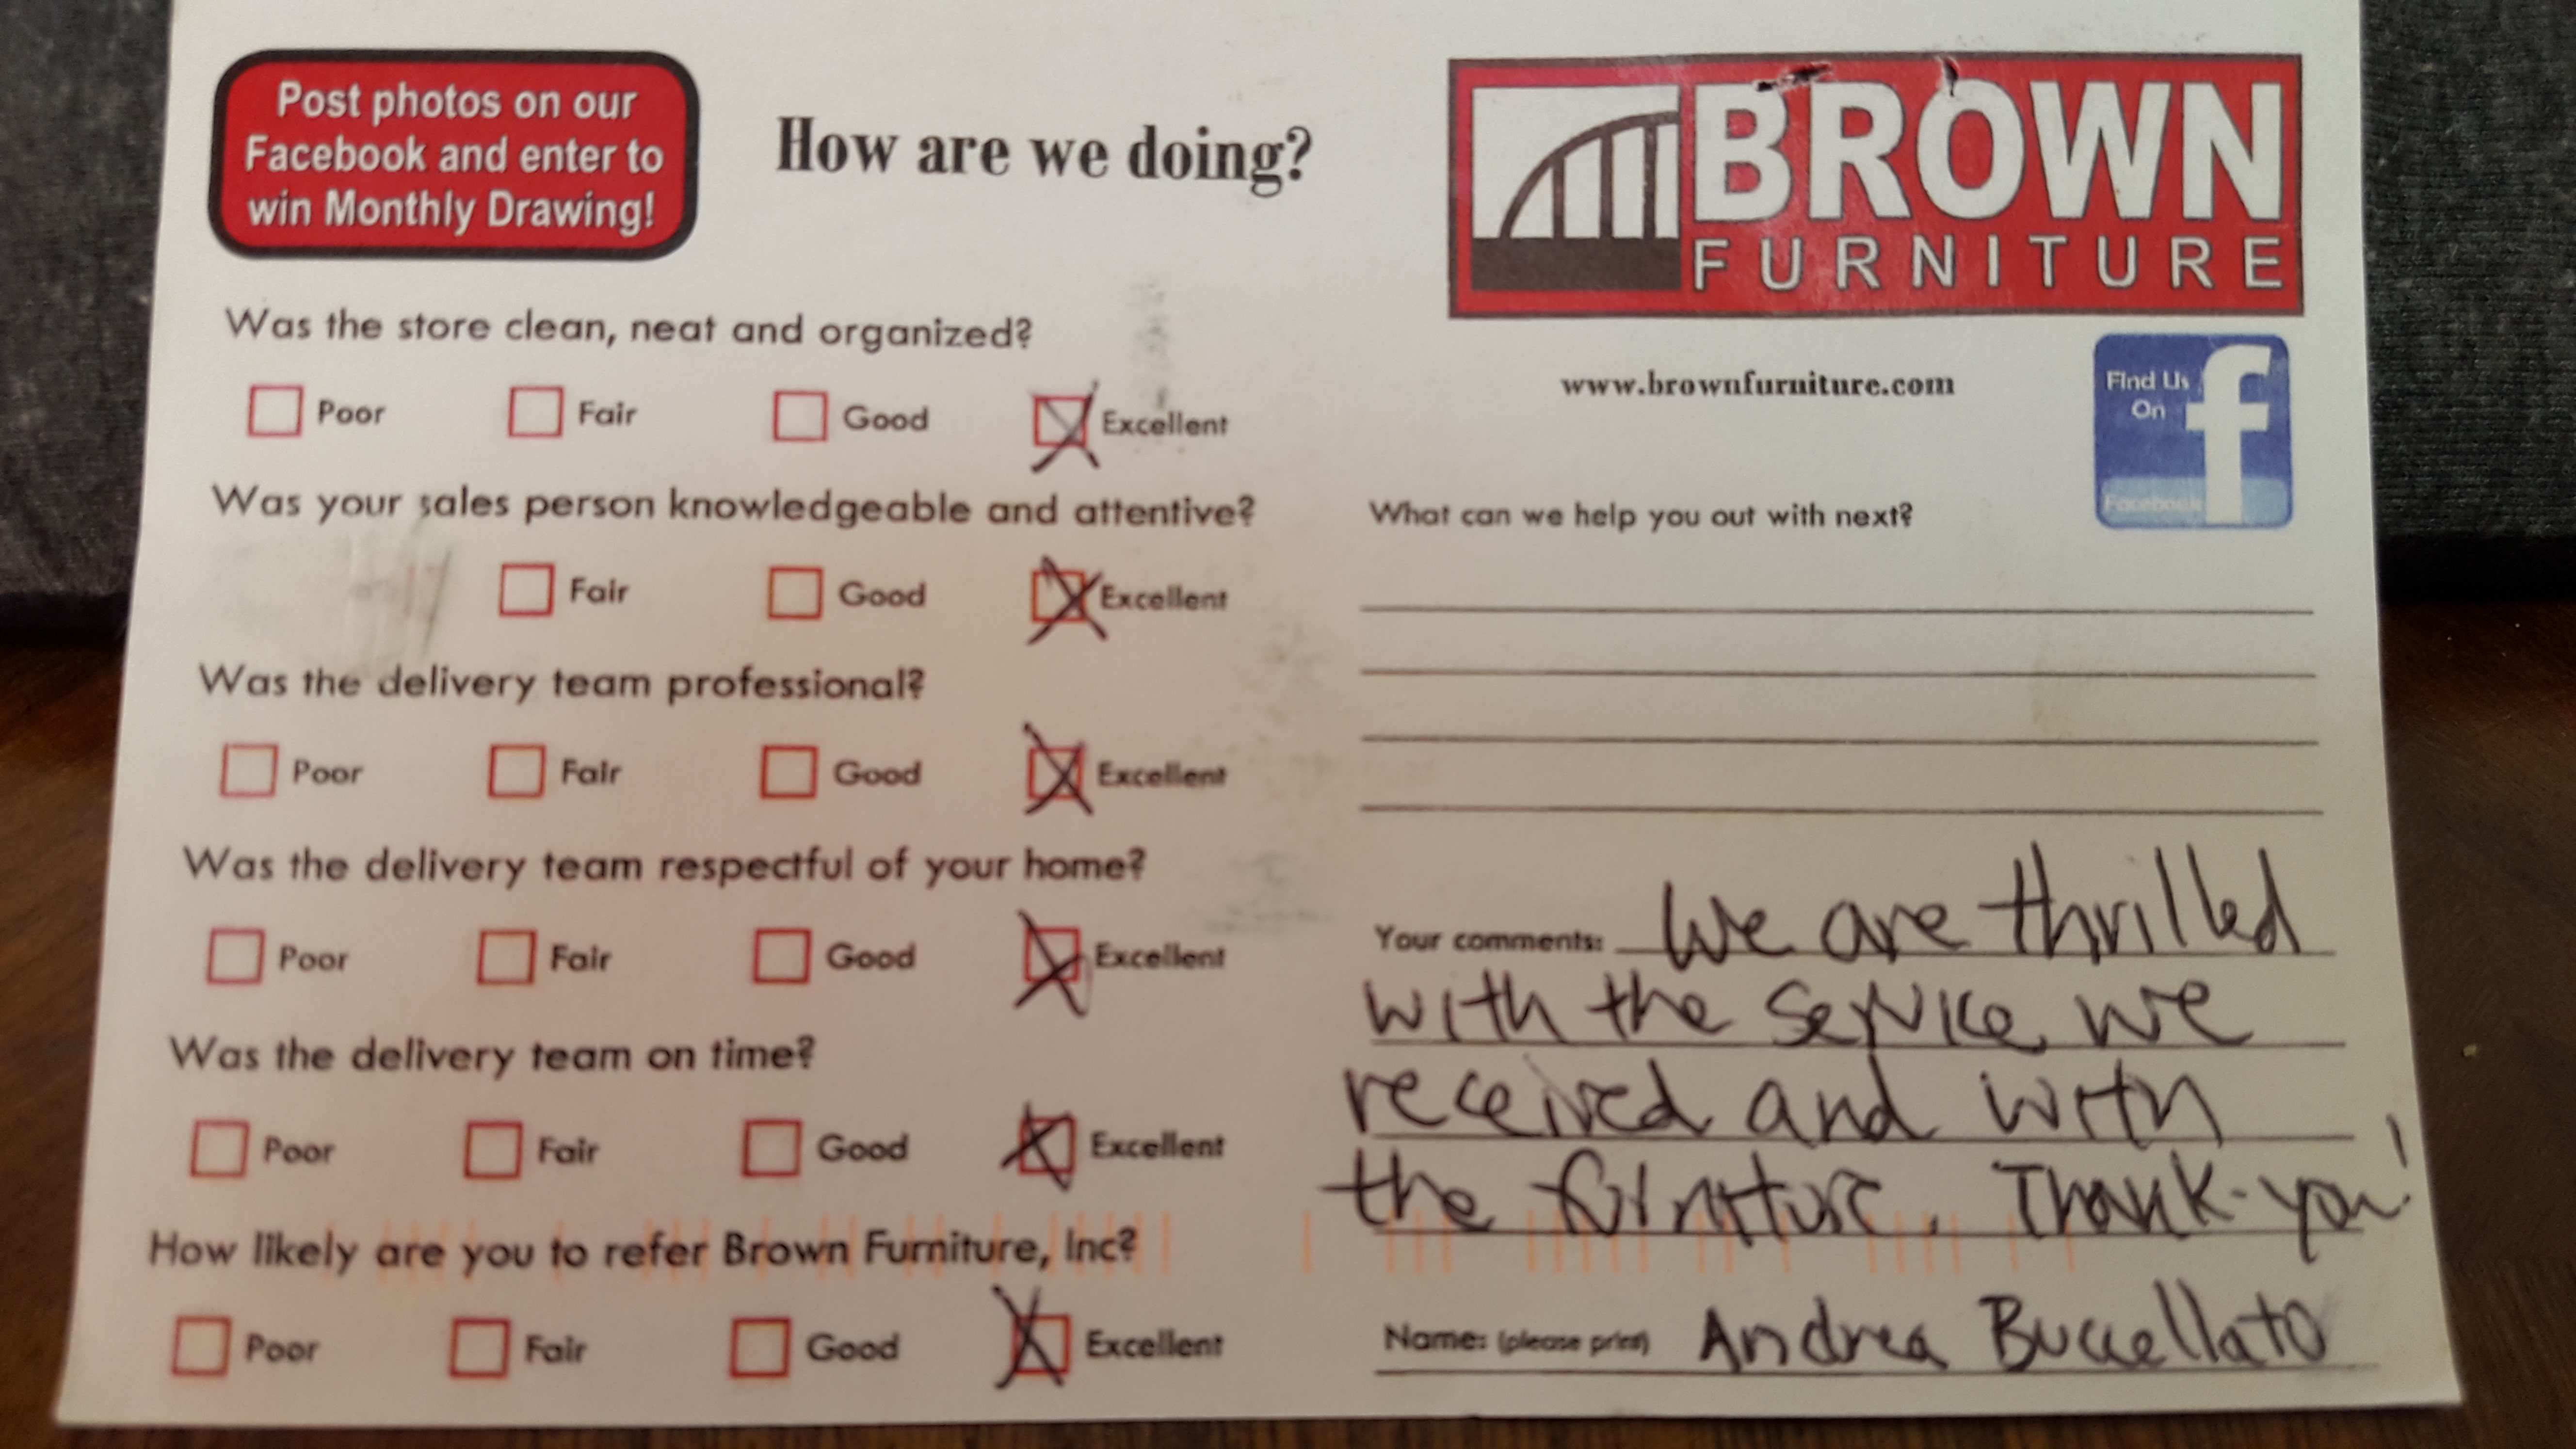 Post photos on our
Facebook and enter to
win Monthly Drawing!
How are we doing?
BROWN
FURNITURE
www.brownfurniture.com
Find Us
On
Facebook
Was the store clean, neat and organized?
Poor Fair Good Excellent
Was your sales person knowledgeable and attentive?
Fair Good Excellent
Was the delivery team professional?
Poor Fair Good Excellent
Was the delivery team respectful of your home?
Poor Fair Good Excellent
Was the delivery team on time?
Poor Fair Good Excellent
How likely are you to refer Brown Furniture, Inc?
Poor Fair Good Excellent
What can we help you out with next?
Your comments: We are thrilled
with the service we
received and with
the furniture. Thank-you!
Name: (please print) Andrea Buccellato